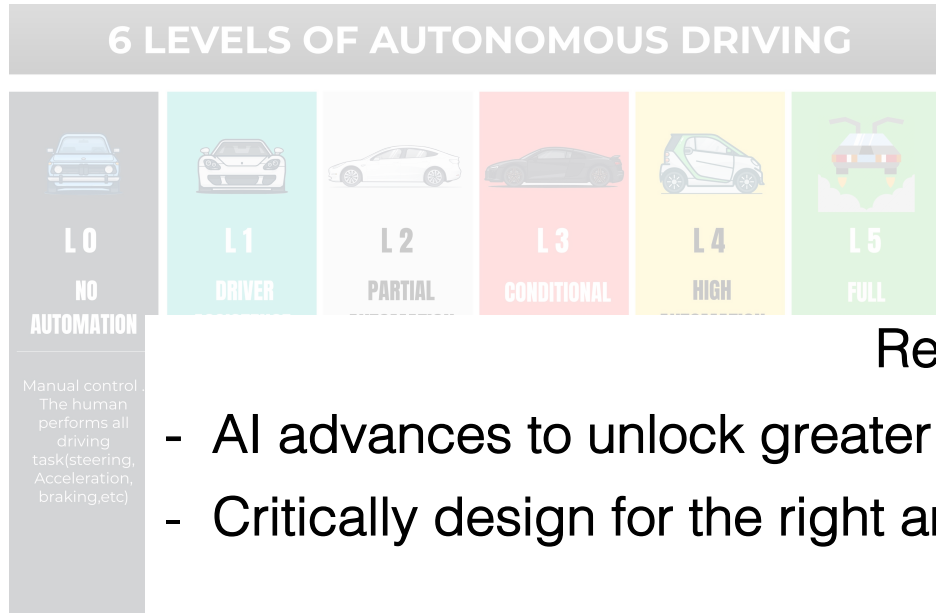 6 LEVELS OF AUTONOMOUS DRIVING
L 0
L 1
L 2
L 3
L 4
L 5
NO
AUTOMATION
DRIVER
PARTIAL
CONDITIONAL
HIGH
FULL
Manual control .
The human
performs all
driving
task(steering,
Acceleration,
braking,etc)
Re
- AI advances to unlock greater
- Critically design for the right